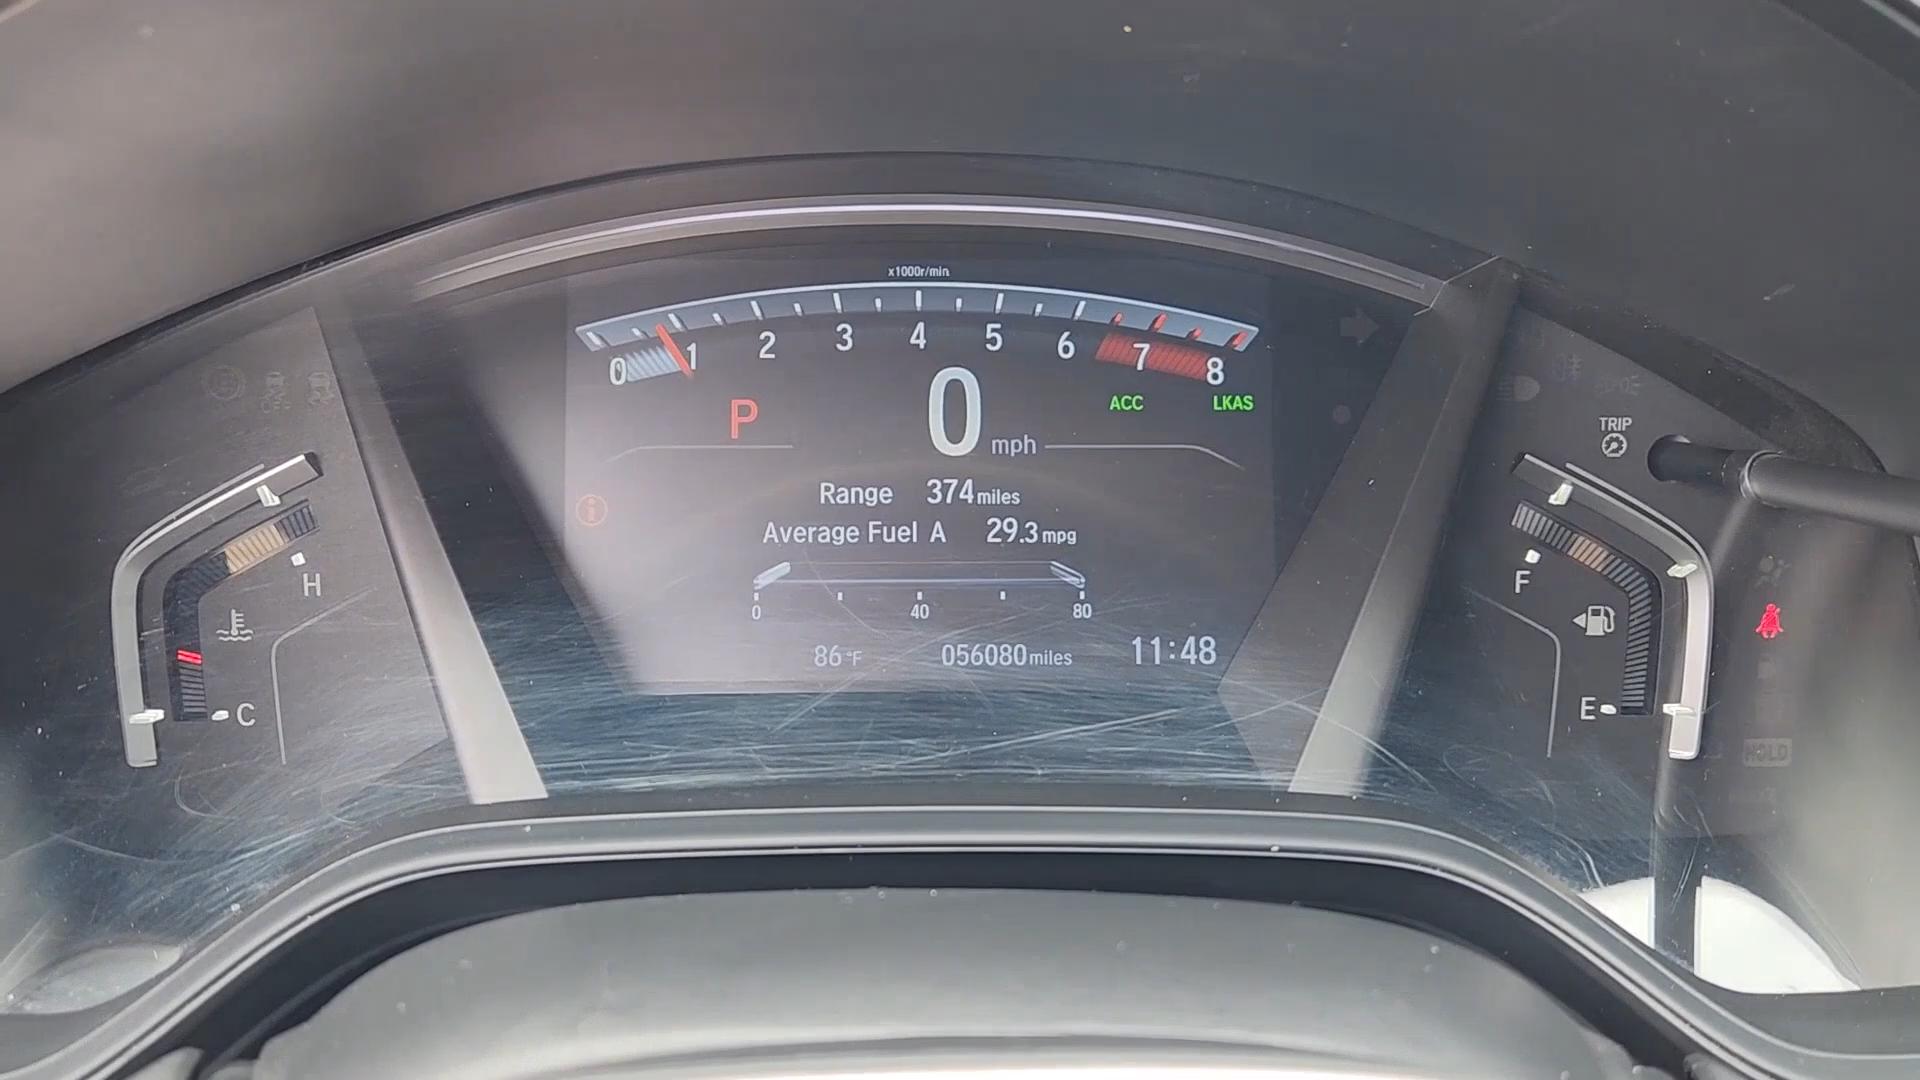 x1000r/min
0 1 2 3 4 5 6 7 8
P
0 mph
ACC
LKAS
TRIP
Range 374 miles
Average Fuel A 29.3 mpg
0 40 80
86°F
056080 miles
11:48
H
C
F
E
HOLD